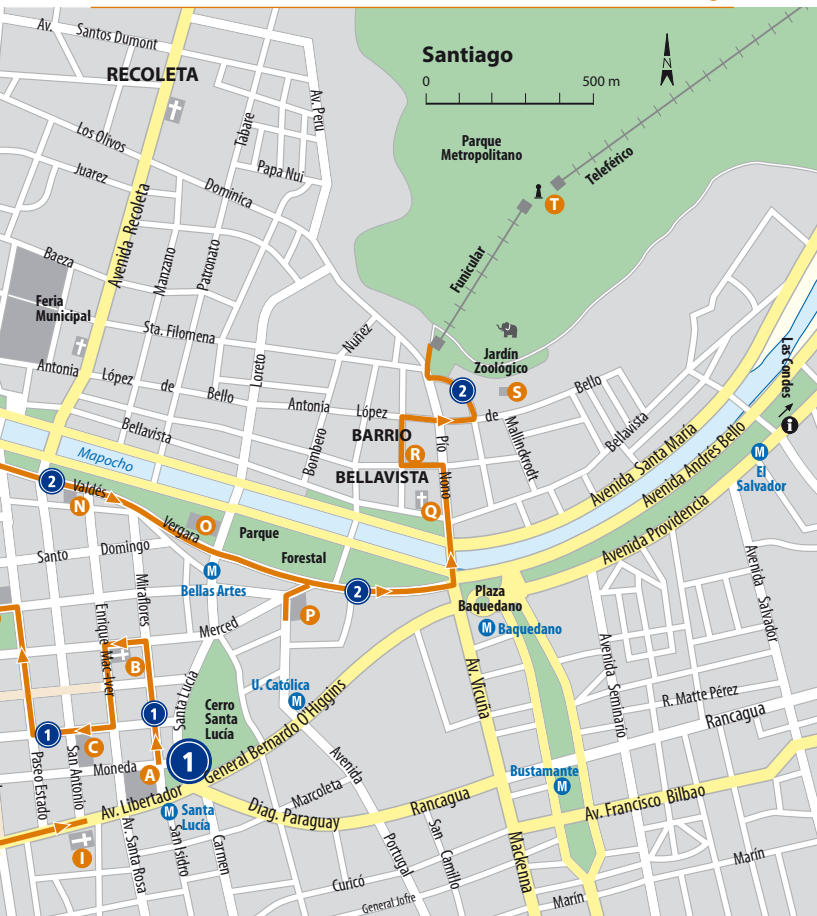 Av. Santos Dumont
RECOLETA
Santiago
0 500 m
N
Av. Peru
Tabare
Parque
Metropolitano
Los Olivos
Papa Nui
Juarez
Dominica
Teleférico
T
Avenida Recoleta
Manzano
Patronato
Baeza
Funicular
Feria
Municipal
Sta. Filomena
Nuñez
Loreto
Jardín
Zoológico
Las Condes
i
Antonia López de Bello
2
S
Bello
Antonia López de
Mallinckrodt
Bellavista
Bellavista
Bombero
BARRIO
BELLAVISTA
R
Pío Nono
Q
Avenida Santa María
Avenida Andrés Bello
Avenida Providencia
M
El
Salvador
Mapocho
2
Valdés
Vergara
N
O
Parque
Forestal
Santo Domingo
M
Bellas Artes
2
Plaza
Baquedano
M Baquedano
Avenida Salvador
Miraflores
Enrique Mac-Iver
P
Merced
B
Santa Lucía
U. Católica
M
Av. Vicuña
Mackenna
Avenida Seminario
R. Matte Pérez
Rancagua
Cerro
Santa
Lucía
General Bernardo O'Higgins
1
1
1
C
San Antonio
Paseo Estado
Moneda
A
Av. Libertador
M Santa
Lucía
Marcoleta
Avenida
Portugal
Bustamante
M
Rancagua
Av. Francisco Bilbao
Diag. Paraguay
I
Av. Santa Rosa
San Isidro
Carmen
San Camillo
Curicó
General Jofre
Marín
Marín